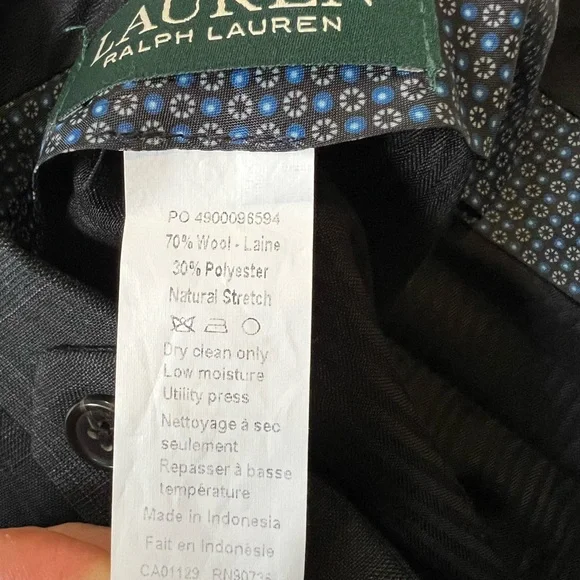 LAUREN
RALPH LAUREN
PO 4900096594
70% Wool - Laine
30% Polyester
Natural Stretch
Dry clean only
Low moisture
Utility press
Nettoyage à sec
seulement
Repasser à basse
température
Made in Indonesia
Fait en Indonésie
CA01129